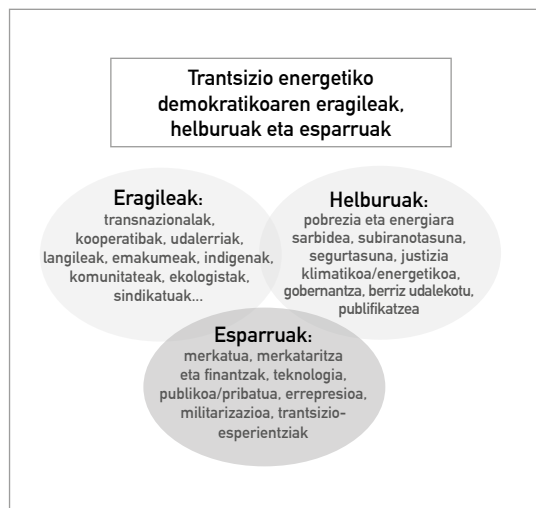 Trantsizio energetiko
demokratikoaren eragileak,
helburuak eta esparruak
Eragileak:
transnazionalak,
kooperatibak, udalerriak,
langileak, emakumeak, indigenak,
komunitateak, ekologistak,
sindikatuak...
Helburuak:
pobrezia eta energiara
sarbidea, subiranotasuna,
segurtasuna, justizia
klimatikoa/energetikoa,
gobernantza, berriz udalekotu,
publifikatzea
Esparruak:
merkatua, merkataritza
eta finantzak, teknologia,
publikoa/pribatua, errepresioa,
militarizazioa, trantsizio-
esperientziak